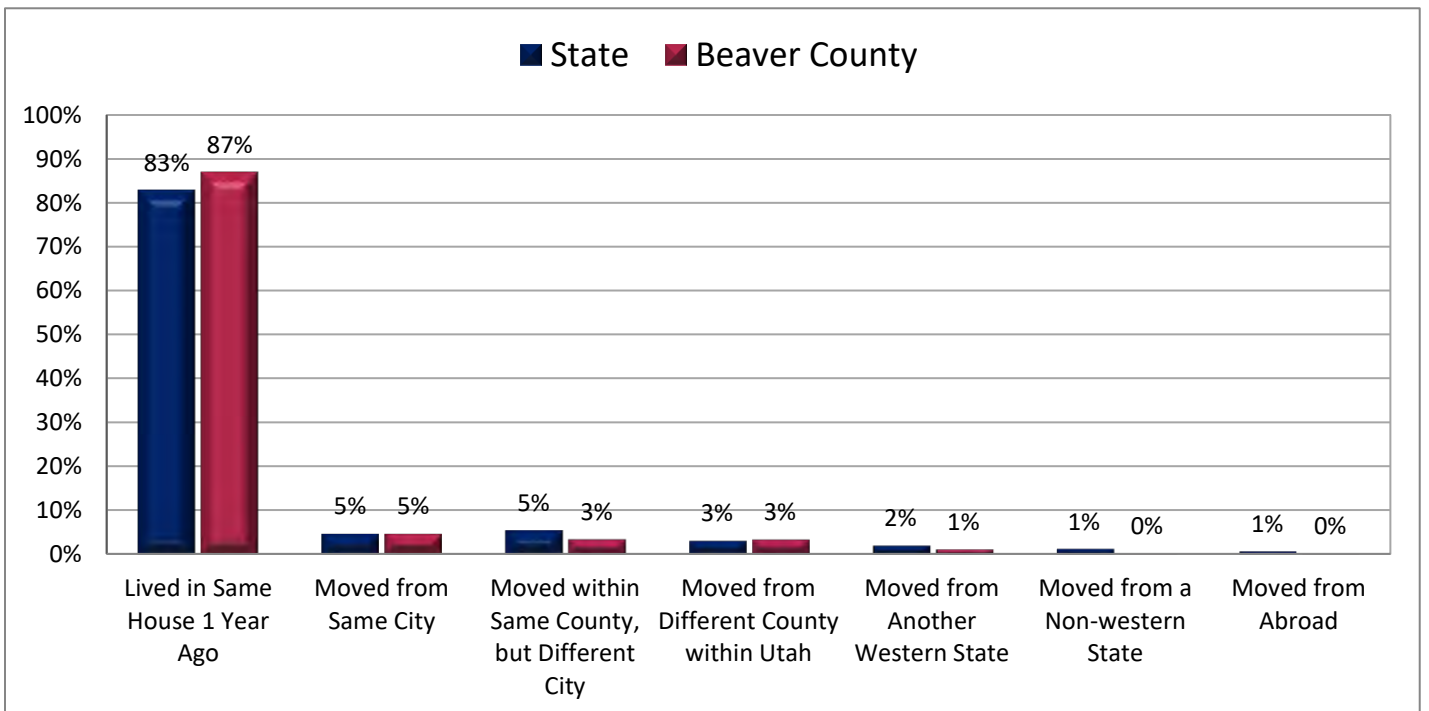 State Beaver County
100%
90%
80%
70%
60%
50%
40%
30%
20%
10%
0%
83% 87%
5% 5%
5% 3%
3% 3%
2% 1%
1% 0%
1% 0%
Lived in Same
House 1 Year
Ago
Moved from
Same City
Moved within
Same County,
but Different
City
Moved from
Different County
within Utah
Moved from
Another
Western State
Moved from a
Non-western
State
Moved from
Abroad